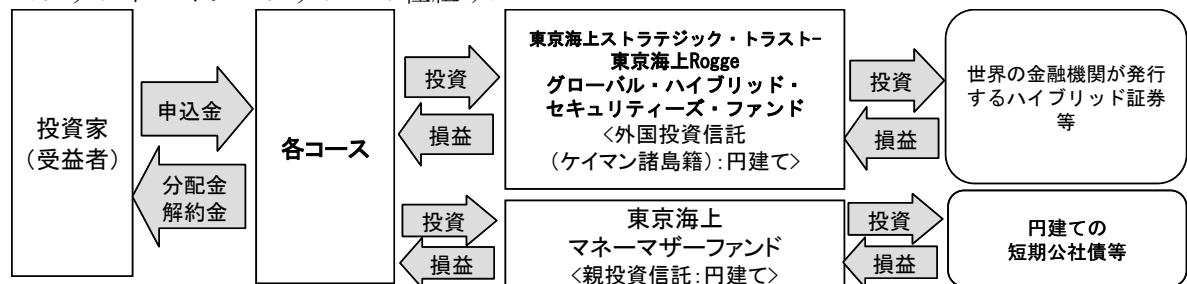 投資家
（受益者）
申込金
分配金
解約金
各コース
投資
損益
東京海上ストラテジック・トラスト−
東京海上Rogge
グローバル・ハイブリッド・
セキュリティーズ・ファンド
<外国投資信託
（ケイマン諸島籍）：円建て>
投資
損益
世界の金融機関が発行
するハイブリッド証券
等
投資
損益
東京海上
マネーマザーファンド
<親投資信託：円建て>
投資
損益
円建ての
短期公社債等